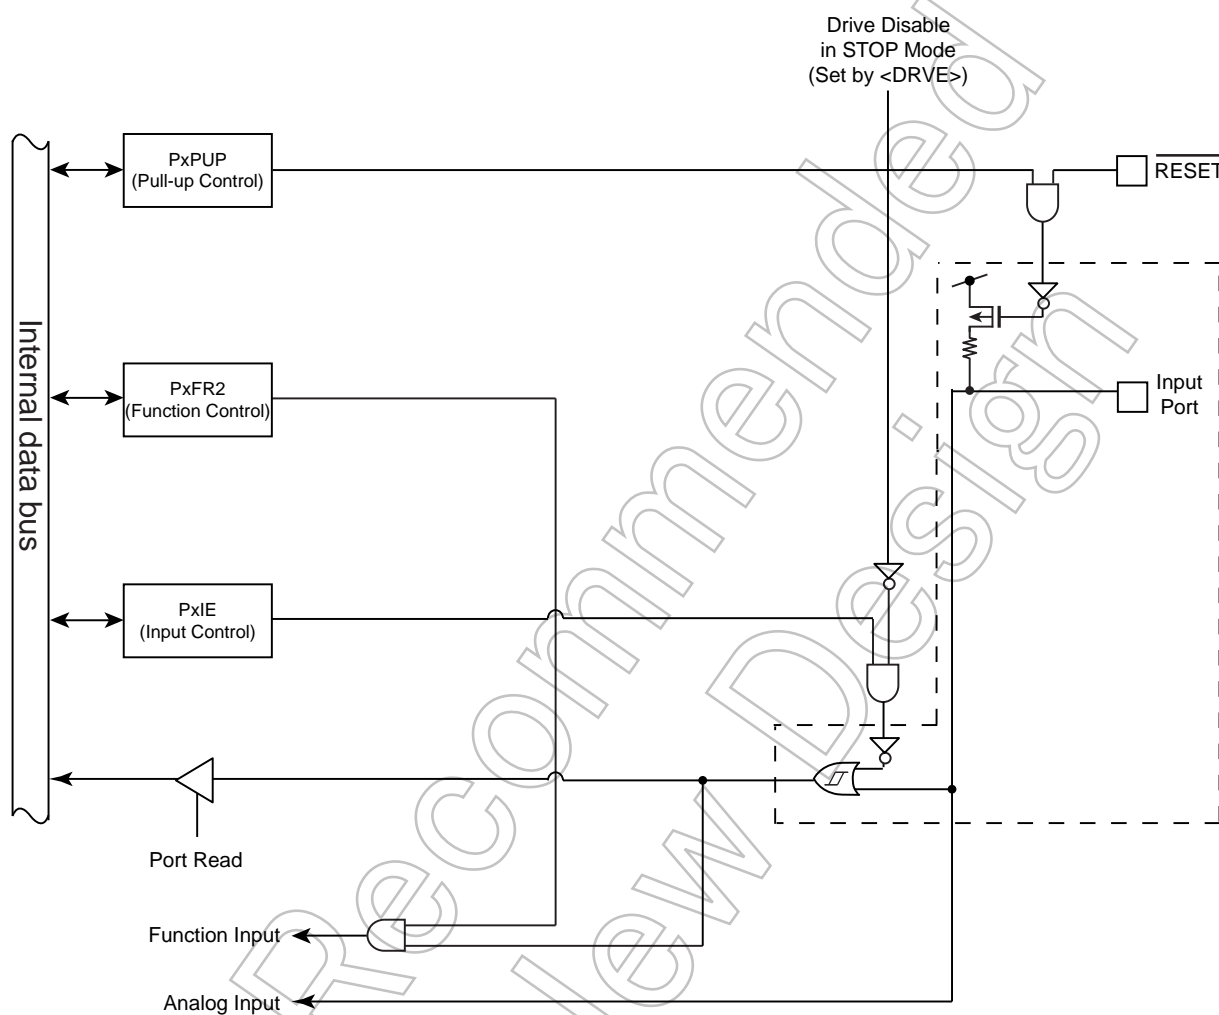 Drive Disable
in STOP Mode
(Set by <DRVE>)
PxPUP
(Pull-up Control)
RESET
Internal data bus
PxFR2
(Function Control)
Input
Port
PxIE
(Input Control)
Port Read
Function Input
Analog Input
Recommended
New Design